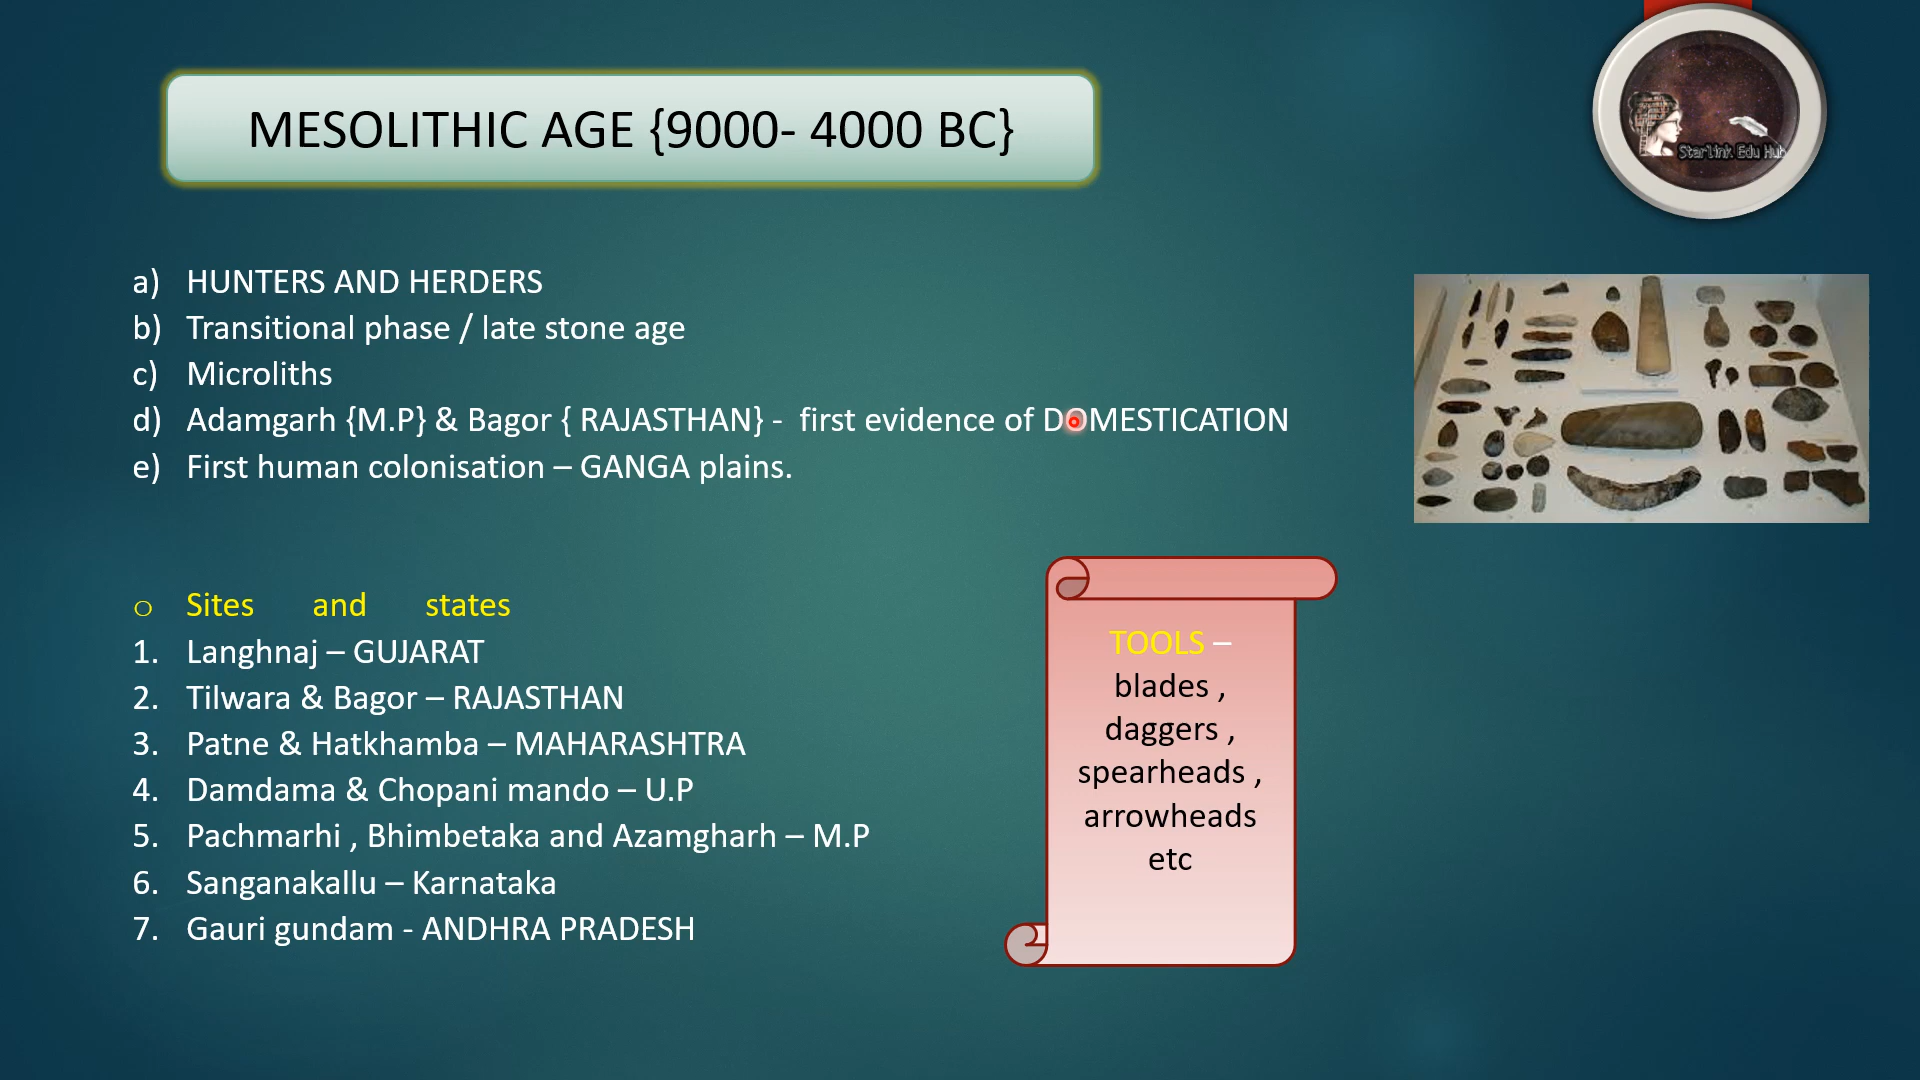 MESOLITHIC AGE {9000- 4000 BC}
Starlink Edu Hub
a) HUNTERS AND HERDERS
b) Transitional phase / late stone age
c) Microliths
d) Adamgarh {M.P} & Bagor { RAJASTHAN} - first evidence of DOMESTICATION
e) First human colonisation – GANGA plains.
o Sites and states
1. Langhnaj – GUJARAT
2. Tilwara & Bagor – RAJASTHAN
3. Patne & Hatkhamba – MAHARASHTRA
4. Damdama & Chopani mando – U.P
5. Pachmarhi , Bhimbetaka and Azamgharh – M.P
6. Sanganakallu – Karnataka
7. Gauri gundam - ANDHRA PRADESH
TOOLS –
blades ,
daggers ,
spearheads ,
arrowheads
etc